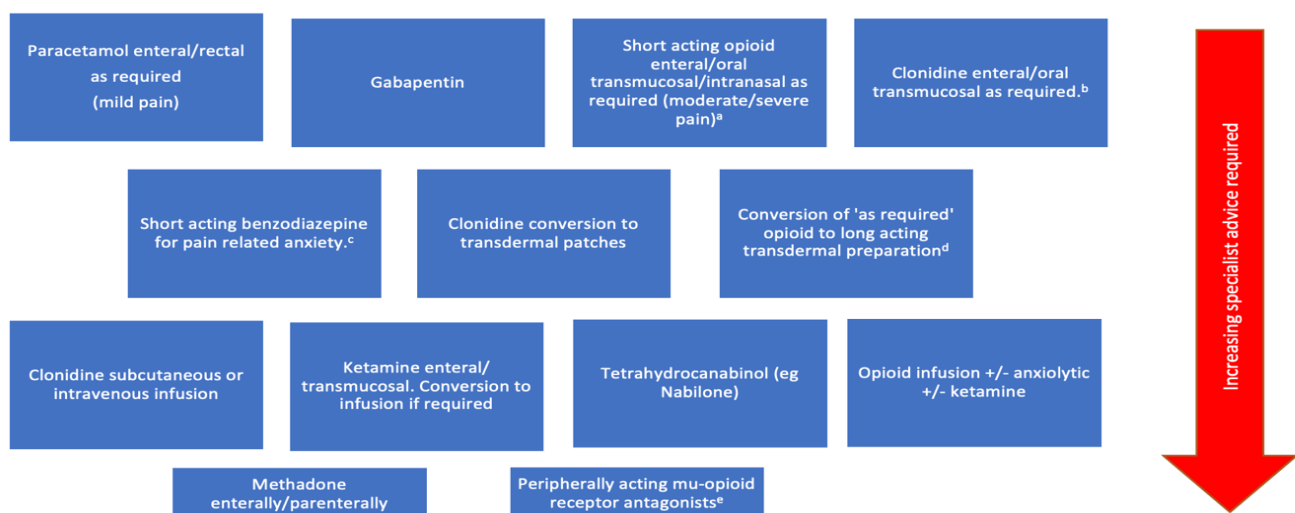 Paracetamol enteral/rectal
as required
(mild pain)
Gabapentin
Short acting opioid
enteral/oral
transmucosal/intranasal as
required (moderate/severe
pain)ᵃ
Clonidine enteral/oral
transmucosal as required.ᵇ
Short acting benzodiazepine
for pain related anxiety.ᶜ
Clonidine conversion to
transdermal patches
Conversion of 'as required'
opioid to long acting
transdermal preparationᵈ
Clonidine subcutaneous or
intravenous infusion
Ketamine enteral/
transmucosal. Conversion to
infusion if required
Tetrahydrocanabinol (eg
Nabilone)
Opioid infusion +/- anxiolytic
+/- ketamine
Methadone
enterally/parenterally
Peripherally acting mu-opioid
receptor antagonistsᵉ
Increasing specialist advice required